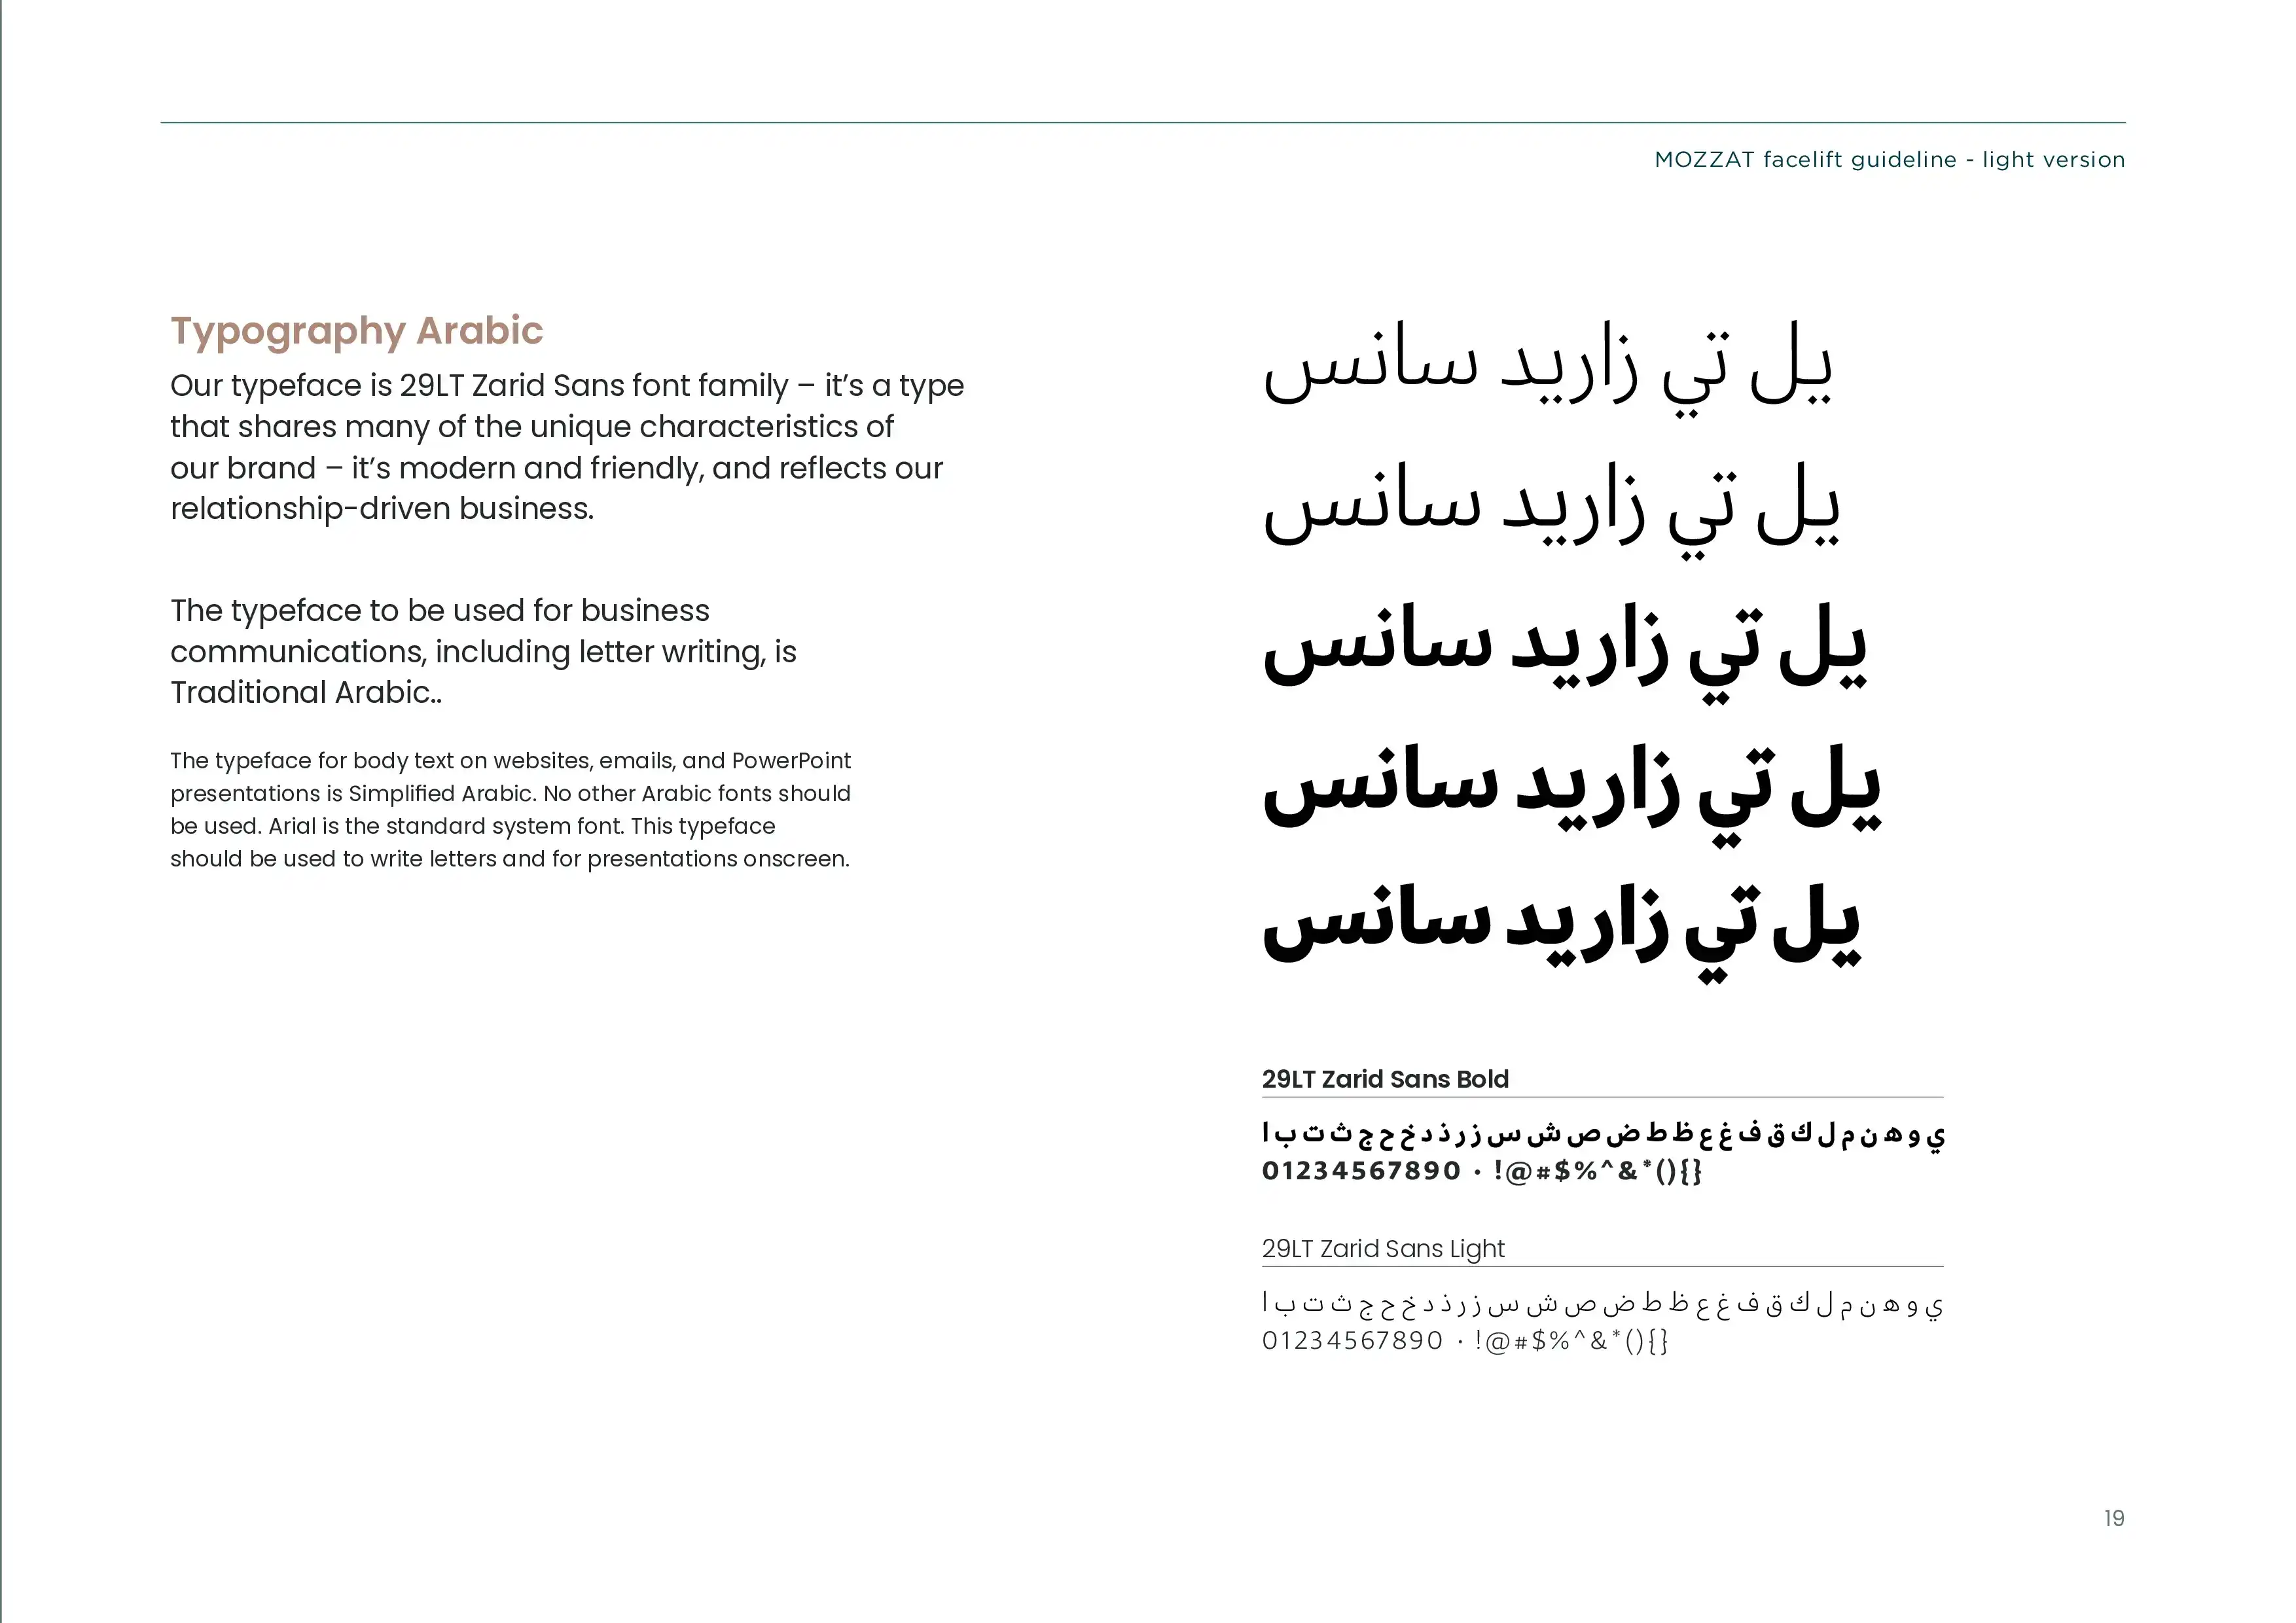 MOZZAT facelift guideline - light version
Typography Arabic
Our typeface is 29LT Zarid Sans font family – it’s a type
that shares many of the unique characteristics of
our brand – it’s modern and friendly, and reflects our
relationship-driven business.
The typeface to be used for business
communications, including letter writing, is
Traditional Arabic..
The typeface for body text on websites, emails, and PowerPoint
presentations is Simplified Arabic. No other Arabic fonts should
be used. Arial is the standard system font. This typeface
should be used to write letters and for presentations onscreen.
يل تي زاريد سانس
يل تي زاريد سانس
يل تي زاريد سانس
يل تي زاريد سانس
يل تي زاريد سانس
29LT Zarid Sans Bold
ي و ه ن م ل ك ق ف غ ع ظ ط ض ص ش س ز ر ذ د خ ح ج ث ت ب ا
01234567890 · !@#$%^&*(){}
29LT Zarid Sans Light
ي و ه ن م ل ك ق ف غ ع ظ ط ض ص ش س ز ر ذ د خ ح ج ث ت ب ا
01234567890 · !@#$%^&*(){}
19